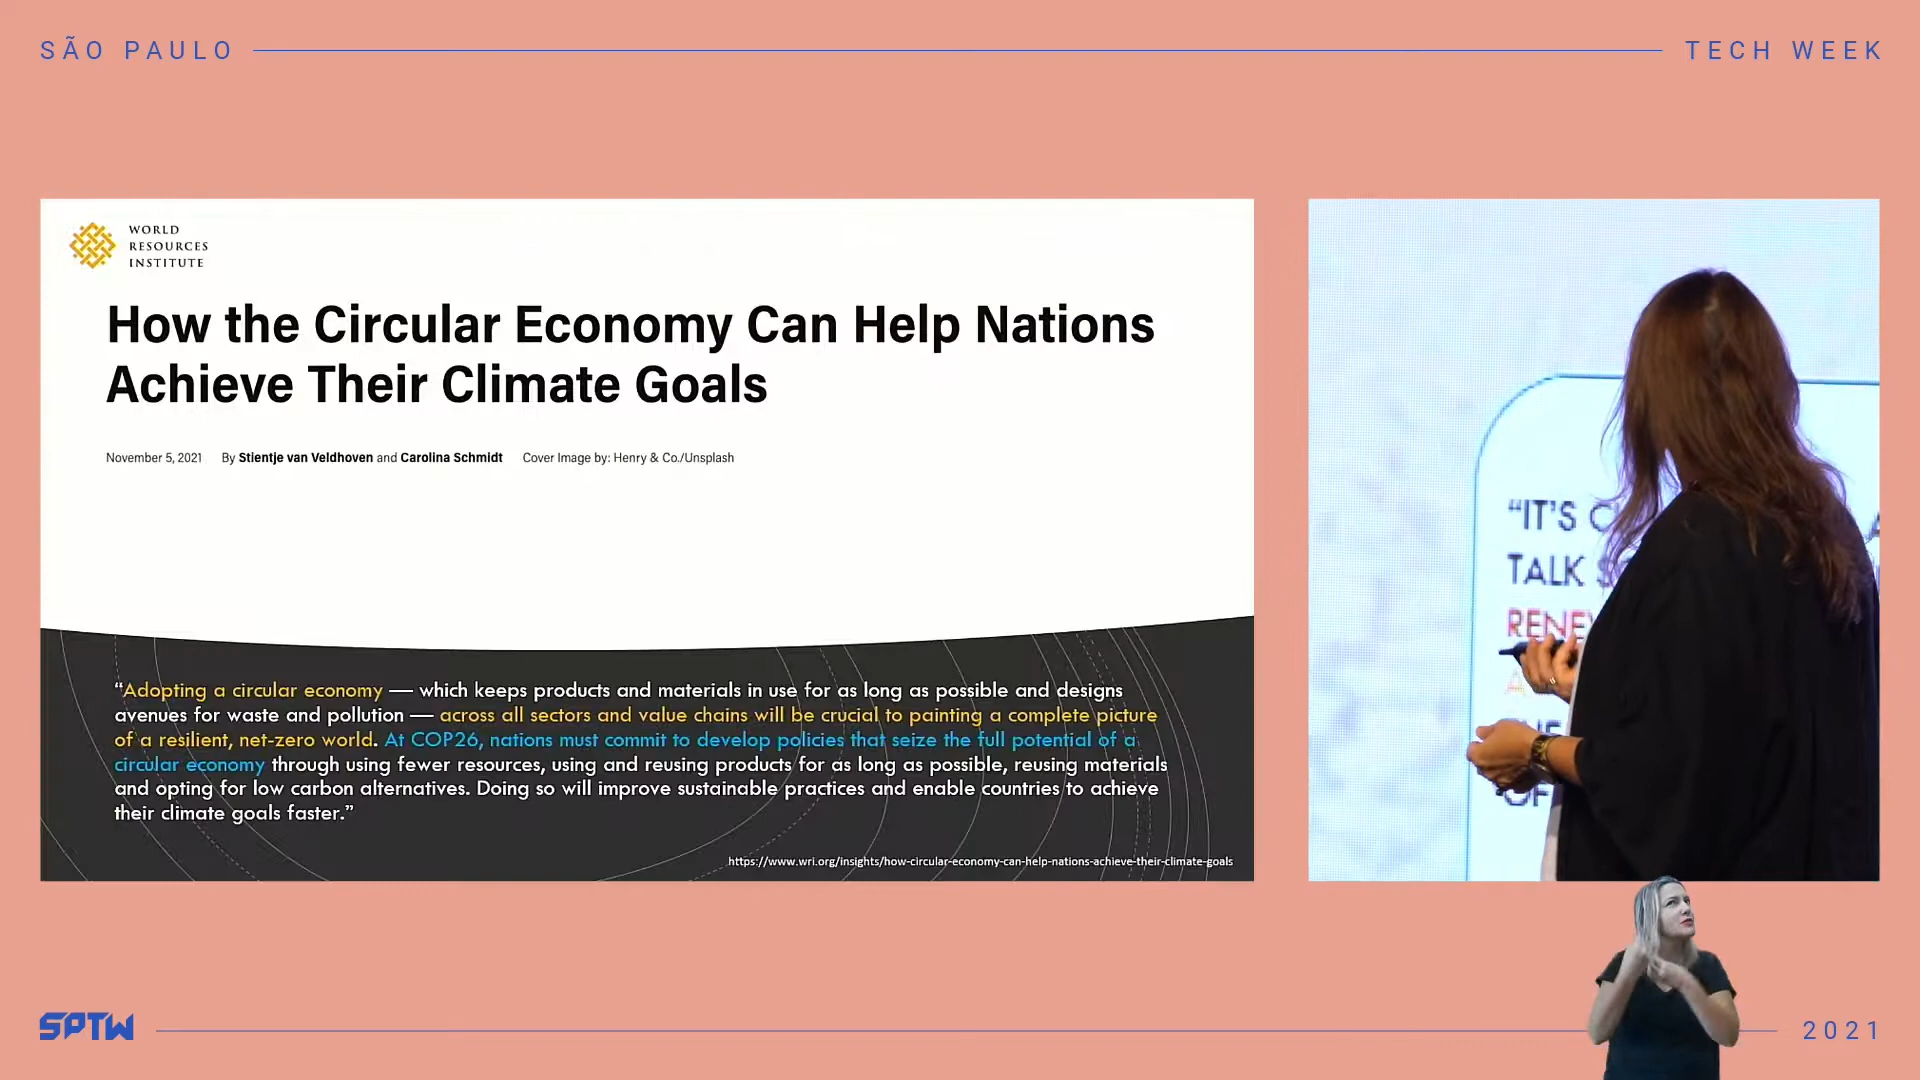 SÃO PAULO
TECH WEEK
WORLD
RESOURCES
INSTITUTE
How the Circular Economy Can Help Nations
Achieve Their Climate Goals
November 5, 2021 By Stientje van Veldhoven and Carolina Schmidt Cover Image by: Henry & Co./Unsplash
“Adopting a circular economy — which keeps products and materials in use for as long as possible and designs
avenues for waste and pollution — across all sectors and value chains will be crucial to painting a complete picture
of a resilient, net-zero world. At COP26, nations must commit to develop policies that seize the full potential of a
circular economy through using fewer resources, using and reusing products for as long as possible, reusing materials
and opting for low carbon alternatives. Doing so will improve sustainable practices and enable countries to achieve
their climate goals faster.”
https://www.wri.org/insights/how-circular-economy-can-help-nations-achieve-their-climate-goals
“IT'S
TALK
OF
SPTW
2021